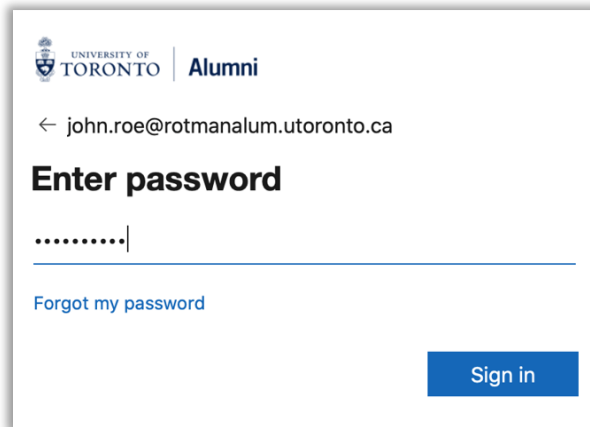 UNIVERSITY OF
TORONTO
Alumni
← john.roe@rotmanalum.utoronto.ca
Enter password
••••••••••
Forgot my password
Sign in